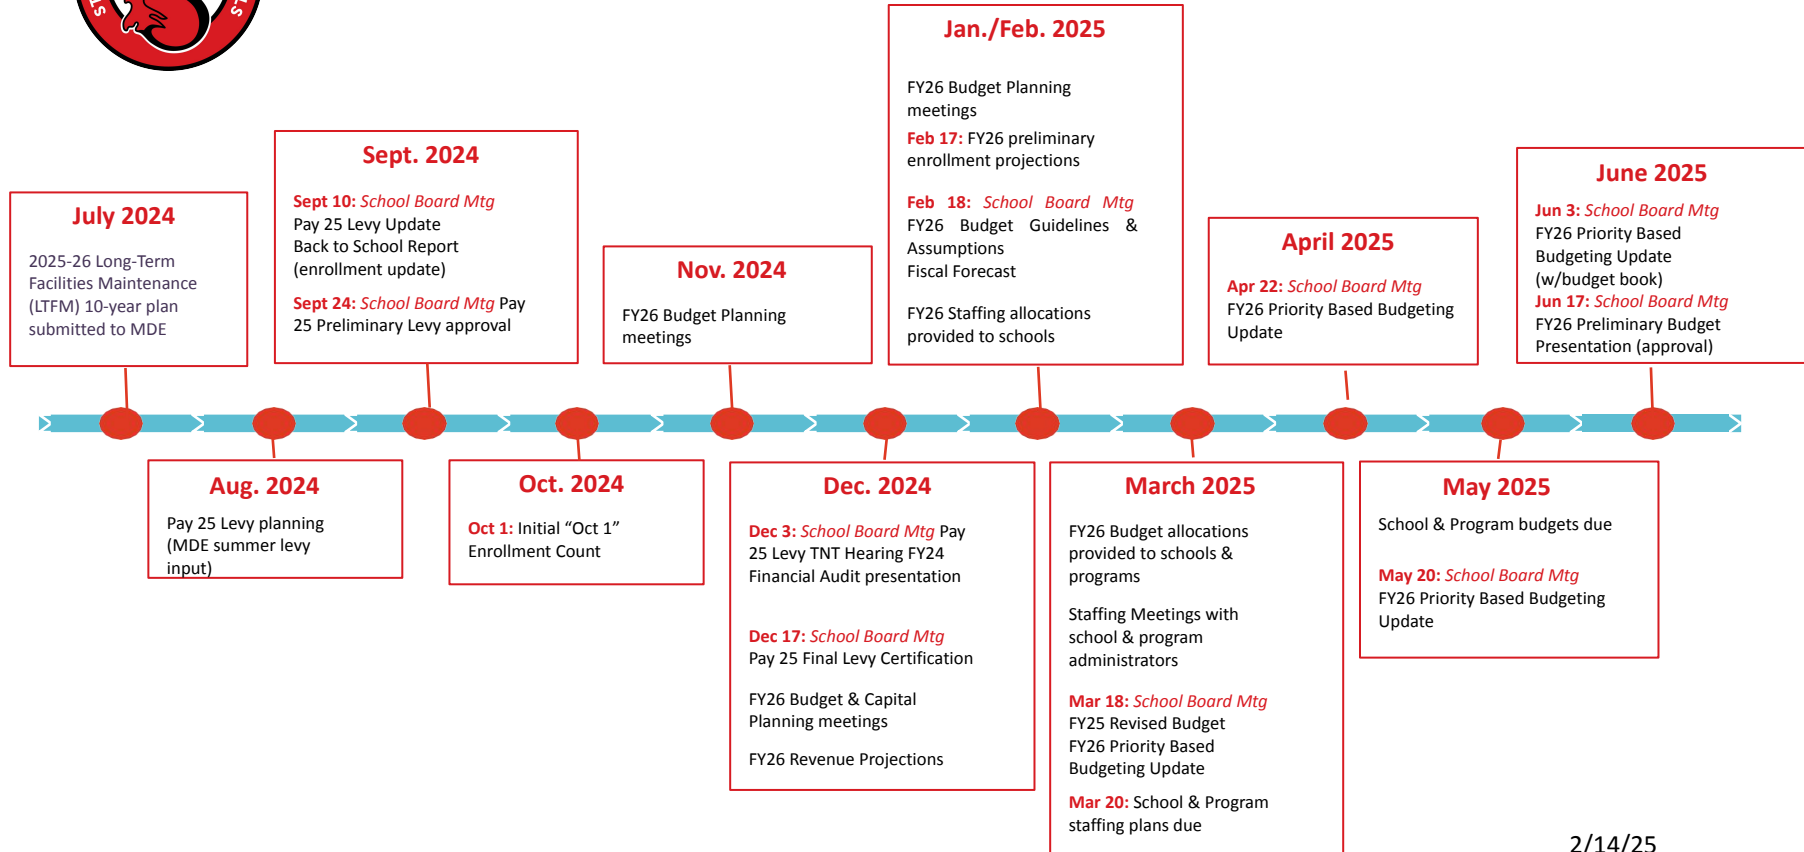 ST
LS
July 2024
2025-26 Long-Term
Facilities Maintenance
(LTFM) 10-year plan
submitted to MDE
Aug. 2024
Pay 25 Levy planning
(MDE summer levy
input)
Sept. 2024
Sept 10: School Board Mtg
Pay 25 Levy Update
Back to School Report
(enrollment update)
Sept 24: School Board Mtg Pay
25 Preliminary Levy approval
Oct. 2024
Oct 1: Initial “Oct 1”
Enrollment Count
Nov. 2024
FY26 Budget Planning
meetings
Dec. 2024
Dec 3: School Board Mtg Pay
25 Levy TNT Hearing FY24
Financial Audit presentation
Dec 17: School Board Mtg
Pay 25 Final Levy Certification
FY26 Budget & Capital
Planning meetings
FY26 Revenue Projections
Jan./Feb. 2025
FY26 Budget Planning
meetings
Feb 17: FY26 preliminary
enrollment projections
Feb 18: School Board Mtg
FY26 Budget Guidelines &
Assumptions
Fiscal Forecast
FY26 Staffing allocations
provided to schools
March 2025
FY26 Budget allocations
provided to schools &
programs
Staffing Meetings with
school & program
administrators
Mar 18: School Board Mtg
FY25 Revised Budget
FY26 Priority Based
Budgeting Update
Mar 20: School & Program
staffing plans due
April 2025
Apr 22: School Board Mtg
FY26 Priority Based Budgeting
Update
May 2025
School & Program budgets due
May 20: School Board Mtg
FY26 Priority Based Budgeting
Update
June 2025
Jun 3: School Board Mtg
FY26 Priority Based
Budgeting Update
(w/budget book)
Jun 17: School Board Mtg
FY26 Preliminary Budget
Presentation (approval)
2/14/25